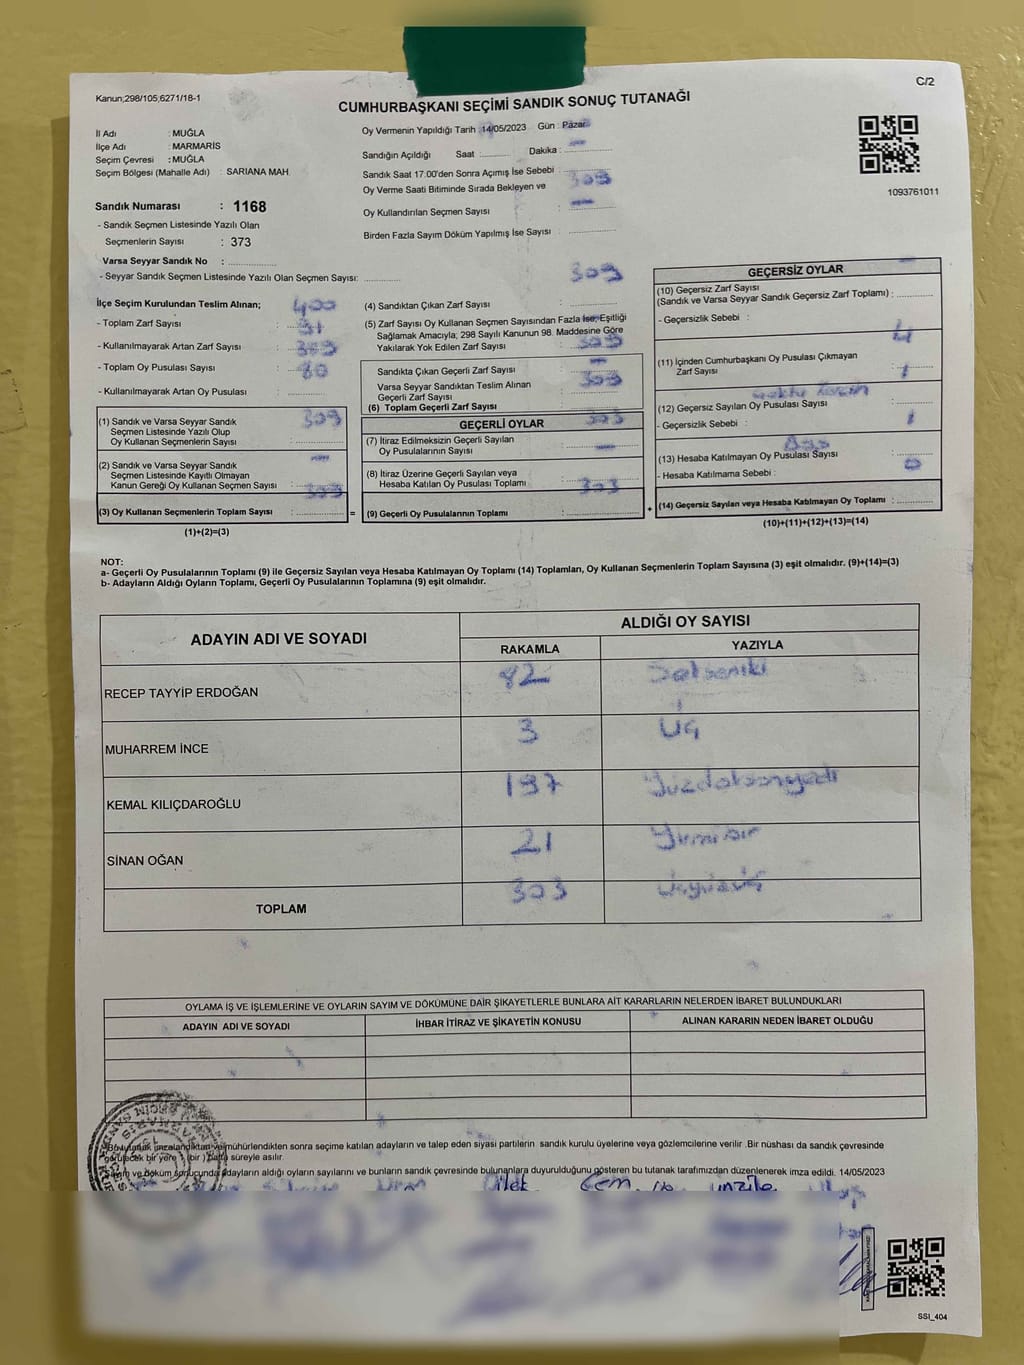 C/2
Kanun;298/105;6271/18-1
CUMHURBAŞKANI SEÇİMİ SANDIK SONUÇ TUTANAĞI
İl Adı : MUĞLA
İlçe Adı : MARMARİS
Seçim Çevresi : MUĞLA
Seçim Bölgesi (Mahalle Adı) : SARIANA MAH.
Sandık Numarası : 1168
- Sandık Seçmen Listesinde Yazılı Olan
Seçmenlerin Sayısı : 373
Varsa Seyyar Sandık No :
- Seyyar Sandık Seçmen Listesinde Yazılı Olan Seçmen Sayısı:
Oy Vermenin Yapıldığı Tarih : 14/05/2023 Gün : Pazar
Sandığın Açıldığı Saat : Dakika :
Sandık Saat 17.00'den Sonra Açımış İse Sebebi :
Oy Verme Saati Bitiminde Sırada Bekleyen ve 309
Oy Kullandırılan Seçmen Sayısı :
Birden Fazla Sayım Döküm Yapılmış İse Sayısı :
1093761011
İlçe Seçim Kurulundan Teslim Alınan; 400
- Toplam Zarf Sayısı : 91
- Kullanılmayarak Artan Zarf Sayısı :
- Toplam Oy Pusulası Sayısı : 80
- Kullanılmayarak Artan Oy Pusulası :
(1) Sandık ve Varsa Seyyar Sandık 309
Seçmen Listesinde Yazılı Olup
Oy Kullanan Seçmenlerin Sayısı :
(2) Sandık ve Varsa Seyyar Sandık
Seçmen Listesinde Kayıtlı Olmayan
Kanun Gereği Oy Kullanan Seçmen Sayısı : 309
(3) Oy Kullanan Seçmenlerin Toplam Sayısı : =
(1)+(2)=(3)
309
(4) Sandıktan Çıkan Zarf Sayısı :
(5) Zarf Sayısı Oy Kullanan Seçmen Sayısından Fazla İse, Eşitliği
Sağlamak Amacıyla; 298 Sayılı Kanunun 98. Maddesine Göre
Yakılarak Yok Edilen Zarf Sayısı : 309
Sandıkta Çıkan Geçerli Zarf Sayısı :
Varsa Seyyar Sandıktan Teslim Alınan 309
Geçerli Zarf Sayısı :
(6) Toplam Geçerli Zarf Sayısı :
GEÇERLİ OYLAR 303
(7) İtiraz Edilmeksizin Geçerli Sayılan
Oy Pusulalarının Sayısı :
(8) İtiraz Üzerine Geçerli Sayılan veya
Hesaba Katılan Oy Pusulası Toplamı : 303
(9) Geçerli Oy Pusulalarının Toplamı : +
GEÇERSİZ OYLAR
(10) Geçersiz Zarf Sayısı
(Sandık ve Varsa Seyyar Sandık Geçersiz Zarf Toplamı) :
- Geçersizlik Sebebi :
4
(11) İçinden Cumhurbaşkanı Oy Pusulası Çıkmayan
Zarf Sayısı : 1
(12) Geçersiz Sayılan Oy Pusulası Sayısı :
- Geçersizlik Sebebi : 1
(13) Hesaba Katılmayan Oy Pusulası Sayısı
- Hesaba Katılmama Sebebi : 0
(14) Geçersiz Sayılan veya Hesaba Katılmayan Oy Toplamı :
(10)+(11)+(12)+(13)=(14)
NOT:
a- Geçerli Oy Pusulalarının Toplamı (9) ile Geçersiz Sayılan veya Hesaba Katılmayan Oy Toplamı (14) Toplamları, Oy Kullanan Seçmenlerin Toplam Sayısına (3) eşit olmalıdır. (9)+(14)=(3)
b- Adayların Aldığı Oyların Toplamı, Geçerli Oy Pusulalarının Toplamına (9) eşit olmalıdır.
ADAYIN ADI VE SOYADI ALDIĞI OY SAYISI
RAKAMLA YAZIYLA
RECEP TAYYİP ERDOĞAN 82 Sekseniki
MUHARREM İNCE 3 Üç
KEMAL KILIÇDAROĞLU 197 Yüzdoksanyedi
SİNAN OĞAN 21 Yirmibir
TOPLAM 303 Üçyüzüç
OYLAMA İŞ VE İŞLEMLERİNE VE OYLARIN SAYIM VE DÖKÜMÜNE DAİR ŞİKAYETLERLE BUNLARA AİT KARARLARIN NELERDEN İBARET BULUNDUKLARI
ADAYIN ADI VE SOYADI İHBAR İTİRAZ VE ŞİKAYETİN KONUSU ALINAN KARARIN NEDEN İBARET OLDUĞU
mühürlendikten sonra seçime katılan adayların ve talep eden siyasi partilerin sandık kurulu üyelerine veya gözlemcilerine verilir .Bir nüshası da sandık çevresinde
görülecek bir yere (bir) hafta süreyle asılır.
Sayım ve döküm sonucunda adayların aldığı oyların sayılarını ve bunların sandık çevresinde bulunanlara duyurulduğunu gösteren bu tutanak tarafımızdan düzenlenerek imza edildi. 14/05/2023
Dilek Cem
SSI_404